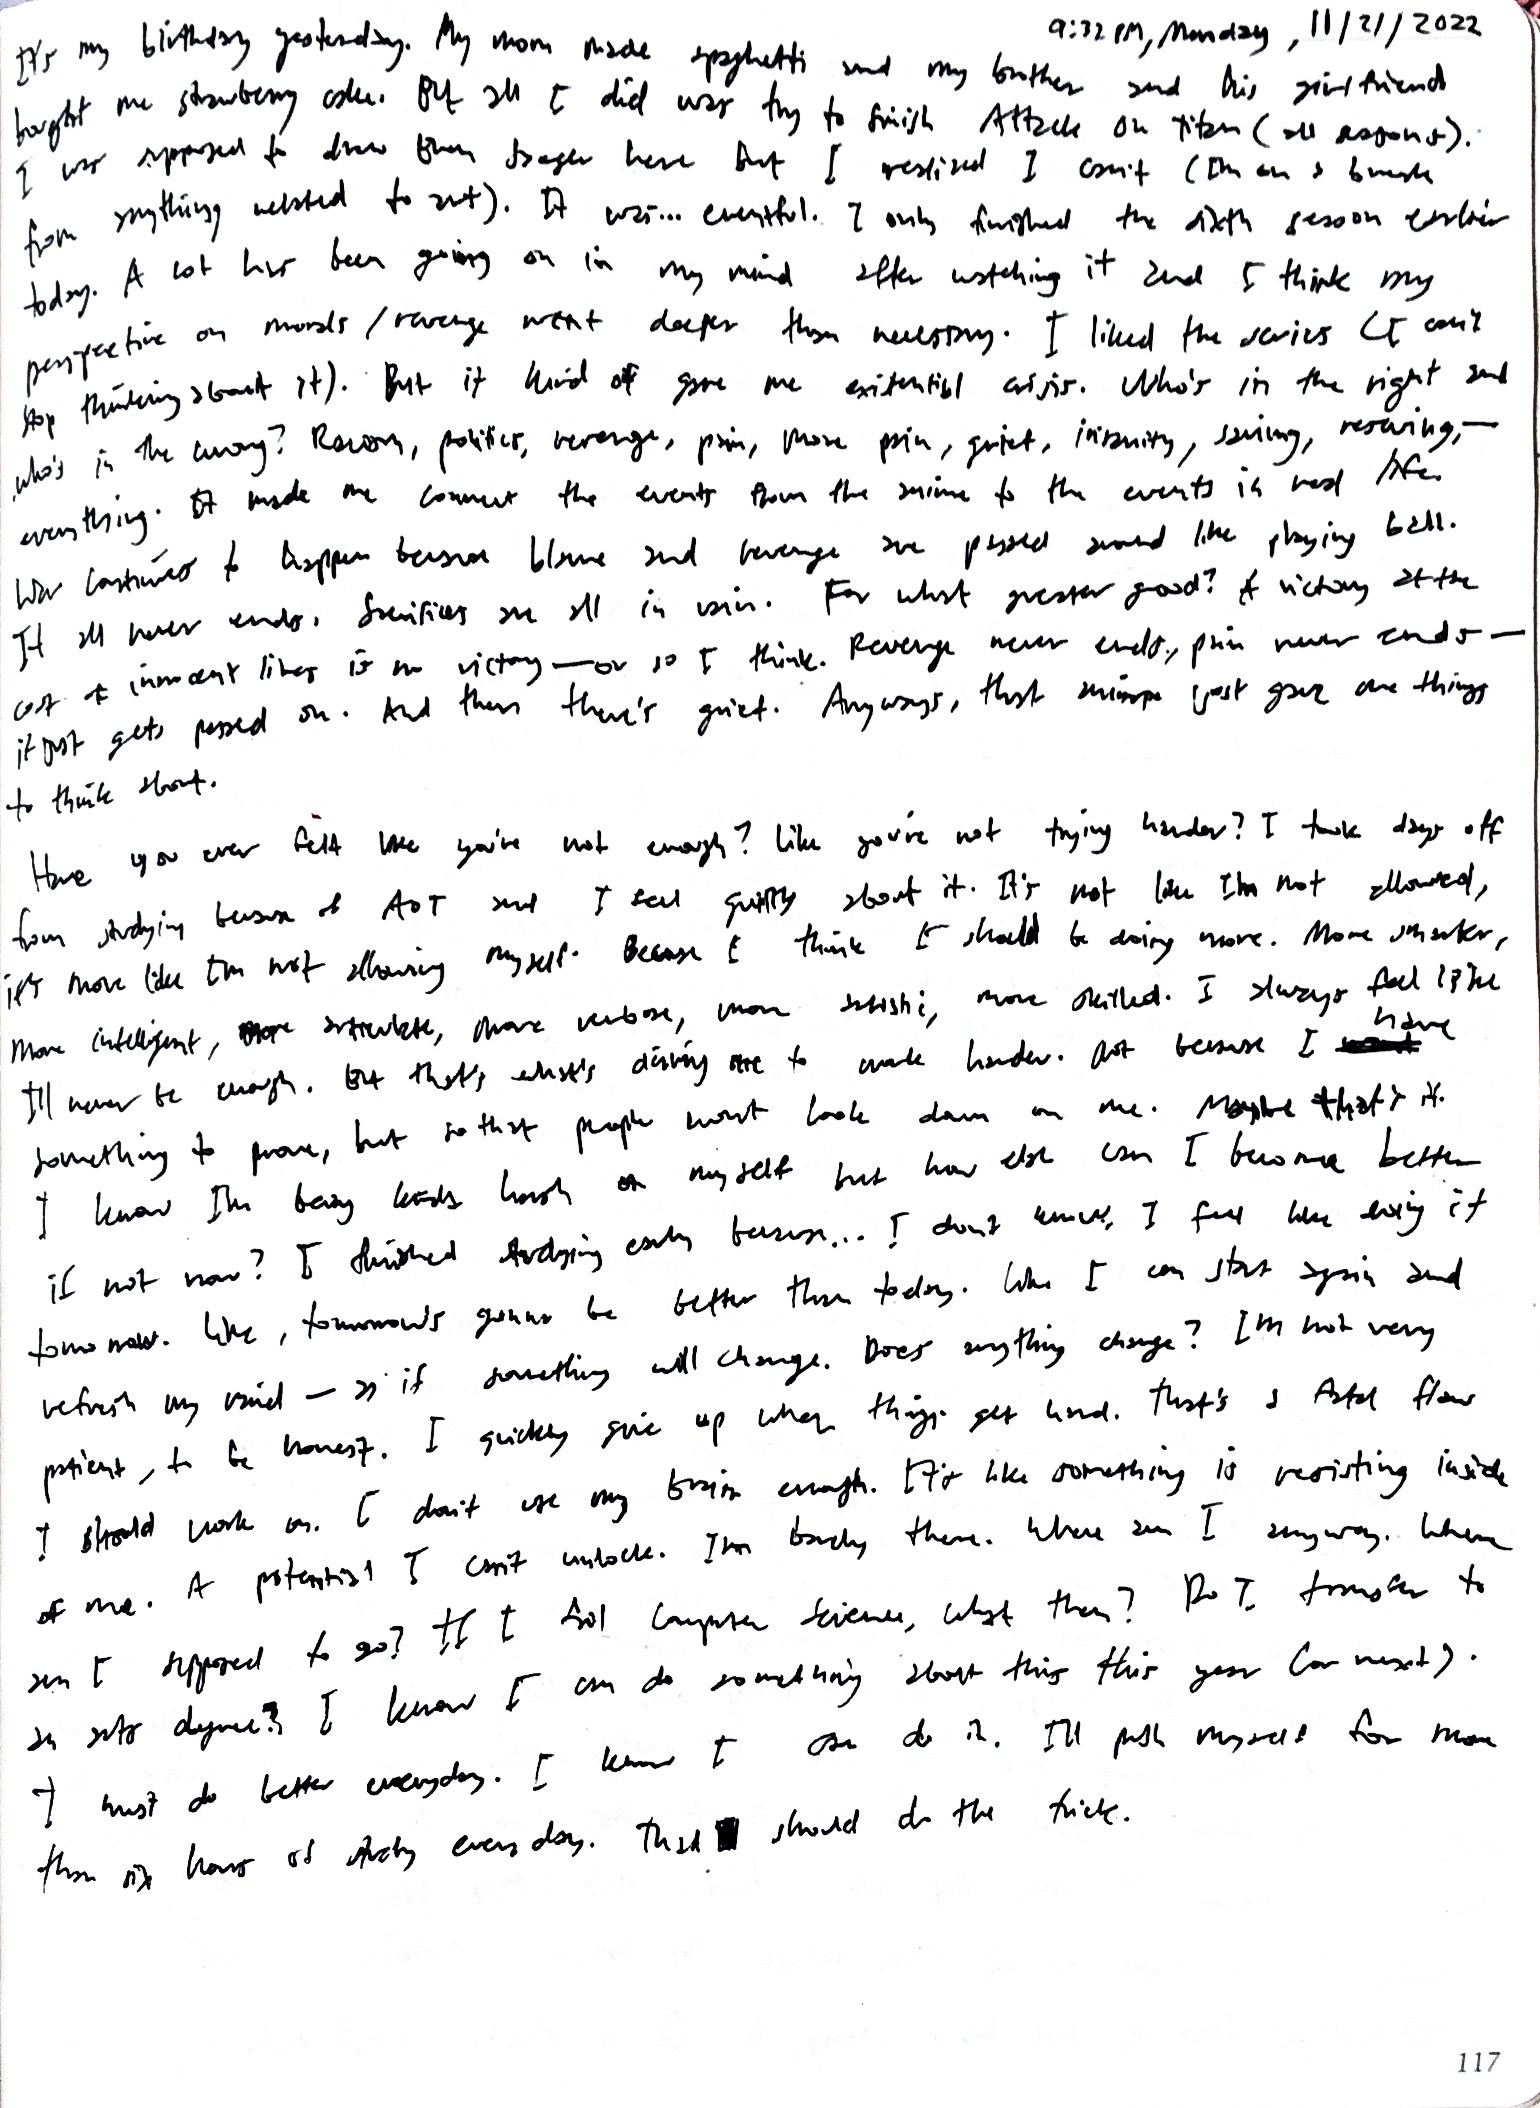 9:32 PM, Monday, 11/21/2022
It's my birthday yesterday. My mom made spaghetti and my brother and his girlfriend
bought me strawberry cake. But all I did was try to finish Attack on Titan (all seasons).
I was supposed to draw Eren Jaeger here but I realized I can't (I'm on a break
from anything related to art). It was... eventful. I only finished the sixth season earlier
today. A lot has been going on in my mind after watching it and I think my
perspective on morals/revenge went deeper than necessary. I liked the series (I can't
stop thinking about it). But it kind of gave me existential crisis. Who's in the right and
who's in the wrong? Racism, politics, revenge, pain, more pain, grief, insanity, saving, rescuing,—
everything. It made me connect the events from the anime to the events in real life.
War continues to happen because blame and revenge are passed around like playing ball.
It all never ends. Sacrifices are all in vain. For what greater good? A victory at the
cost of innocent lives is no victory—or so I think. Revenge never ends, pain never ends—
it just gets passed on. And then there's grief. Anyways, that anime just gave me things
to think about.
Have you ever felt like you're not enough? Like you're not trying harder? I took days off
from studying because of AOT and I feel guilty about it. It's not like I'm not allowed,
it's more like I'm not allowing myself. Because I think I should be doing more. More smarter,
more intelligent, more articulate, more verbose, more artistic, more skilled. I always feel like
I'll never be enough. But that's what's driving me to work harder. Not because I have
something to prove, but so that people won't look down on me. Maybe that's it.
I know I'm being kinda harsh on myself but how else can I become better
if not now? I finished studying early because... I don't know, I feel like doing it
tomorrow. Like, tomorrow's gonna be better than today. Like I can start again and
refresh my mind — as if something will change. Does anything change? I'm not very
patient, to be honest. I quickly give up when things get hard. That's a fatal flaw
I should work on. I don't use my brain enough. It's like something is resisting inside
of me. A potential I can't unlock. I'm barely there. Where am I anyway. Where
am I supposed to go? If I fail Computer Science, what then? Do I transfer to
an arts degree? I know I can do something about this this year (or next).
I must do better everyday. I know I can do it. I'll push myself for more
than six hours of study every day. That should do the trick.
117